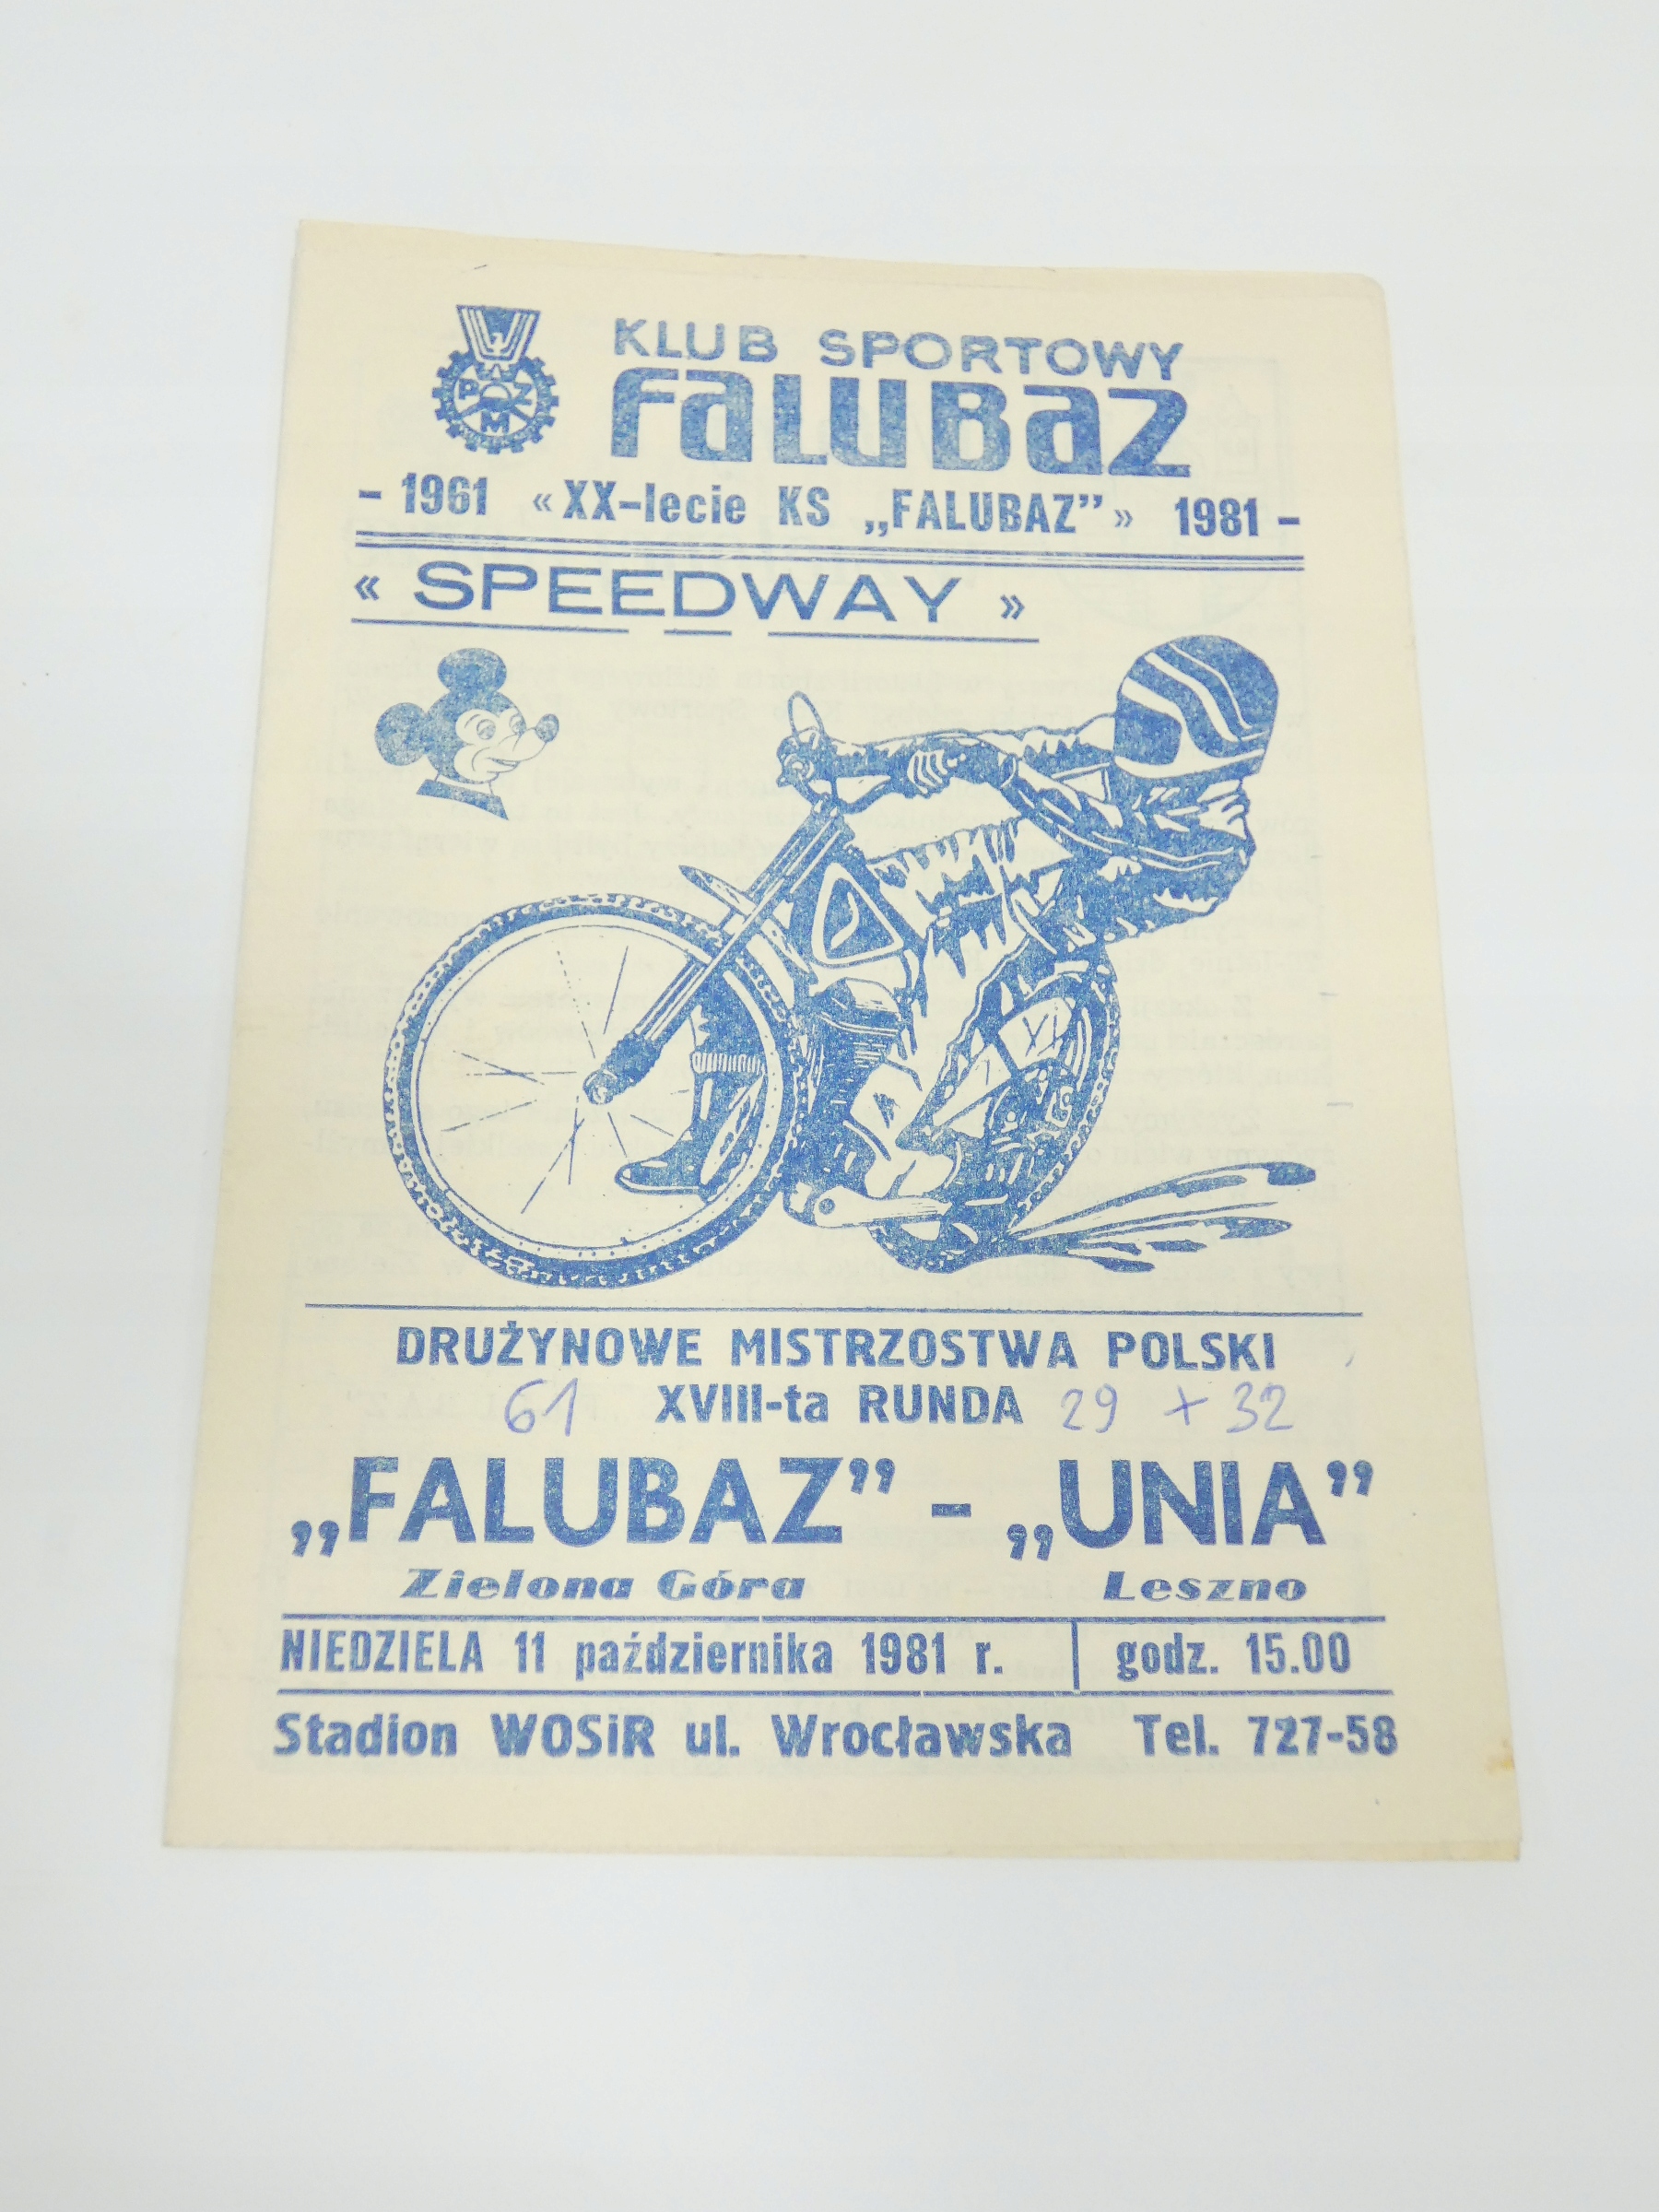 PZM
KLUB SPORTOWY
FALUBAZ
- 1961 «XX-lecie KS „FALUBAZ”» 1981 -
« SPEEDWAY »
DRUŻYNOWE MISTRZOSTWA POLSKI
61 XVIII-ta RUNDA 29 + 32
„FALUBAZ” - „UNIA”
Zielona Góra Leszno
NIEDZIELA 11 października 1981 r. godz. 15.00
Stadion WOSiR ul. Wrocławska Tel. 727-58